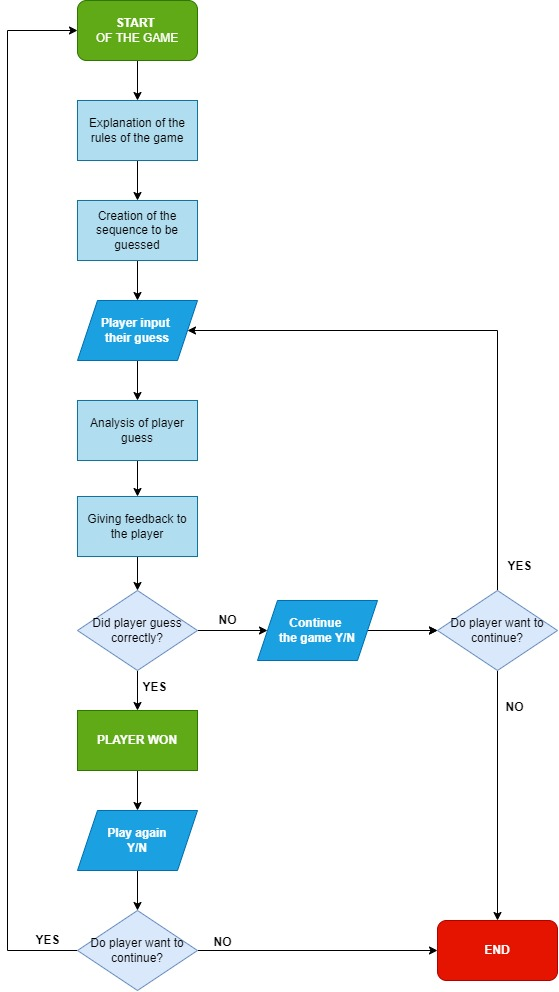 START
OF THE GAME
Explanation of the
rules of the game
Creation of the
sequence to be
guessed
Player input
their guess
Analysis of player
guess
Giving feedback to
the player
Did player guess
correctly?
NO
Continue
the game Y/N
Do player want to
continue?
YES
NO
YES
PLAYER WON
Play again
Y/N
Do player want to
continue?
YES
NO
END